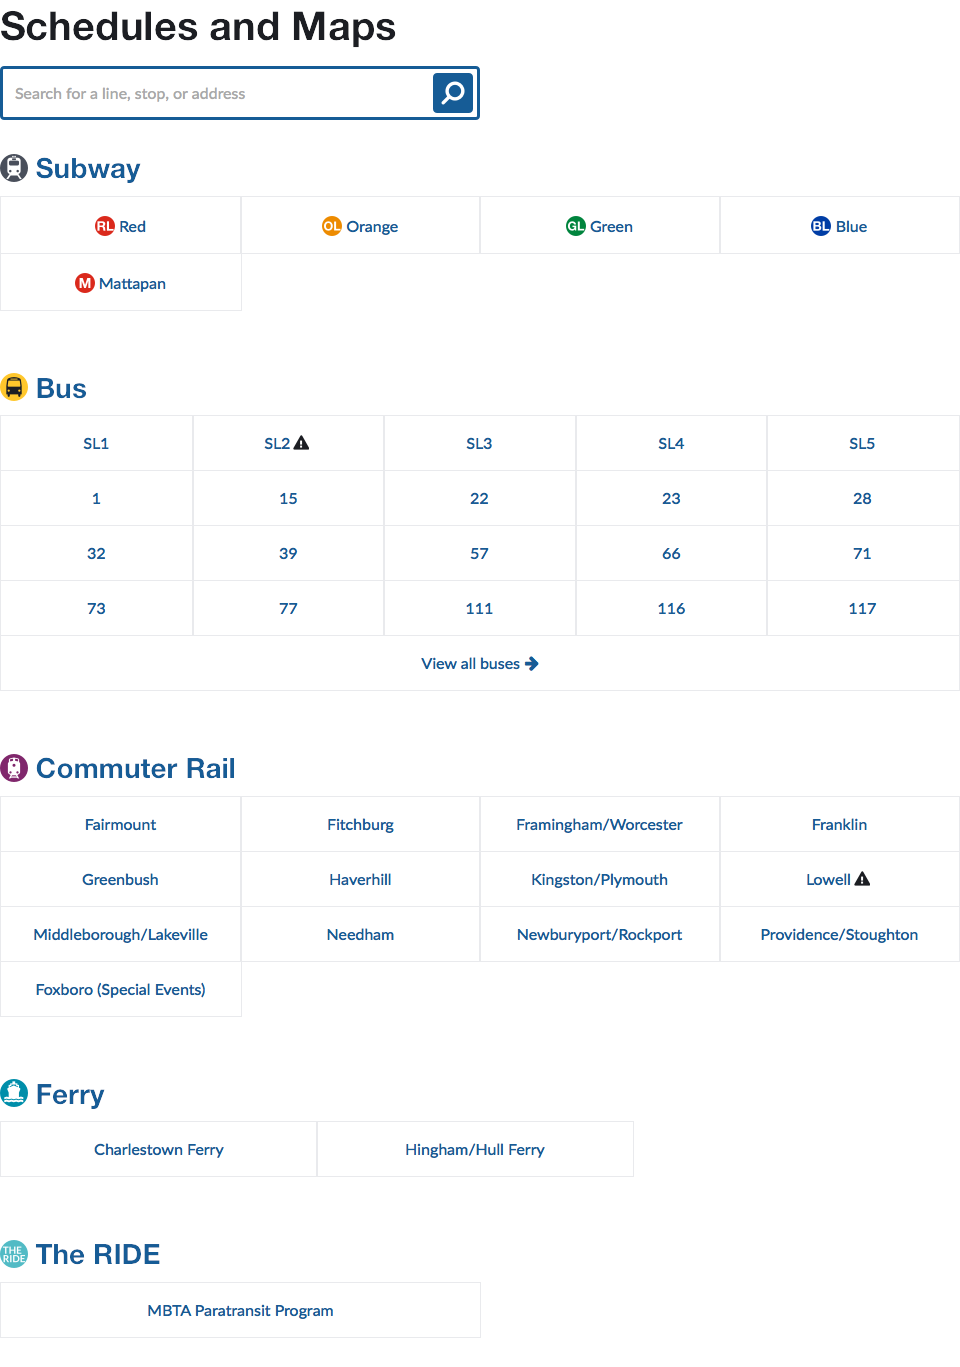 Schedules and Maps
Search for a line, stop, or address
Subway
RL Red OL Orange GL Green BL Blue
M Mattapan
Bus
SL1 SL2 SL3 SL4 SL5
1 15 22 23 28
32 39 57 66 71
73 77 111 116 117
View all buses
Commuter Rail
Fairmount Fitchburg Framingham/Worcester Franklin
Greenbush Haverhill Kingston/Plymouth Lowell
Middleborough/Lakeville Needham Newburyport/Rockport Providence/Stoughton
Foxboro (Special Events)
Ferry
Charlestown Ferry Hingham/Hull Ferry
THE RIDE The RIDE
MBTA Paratransit Program